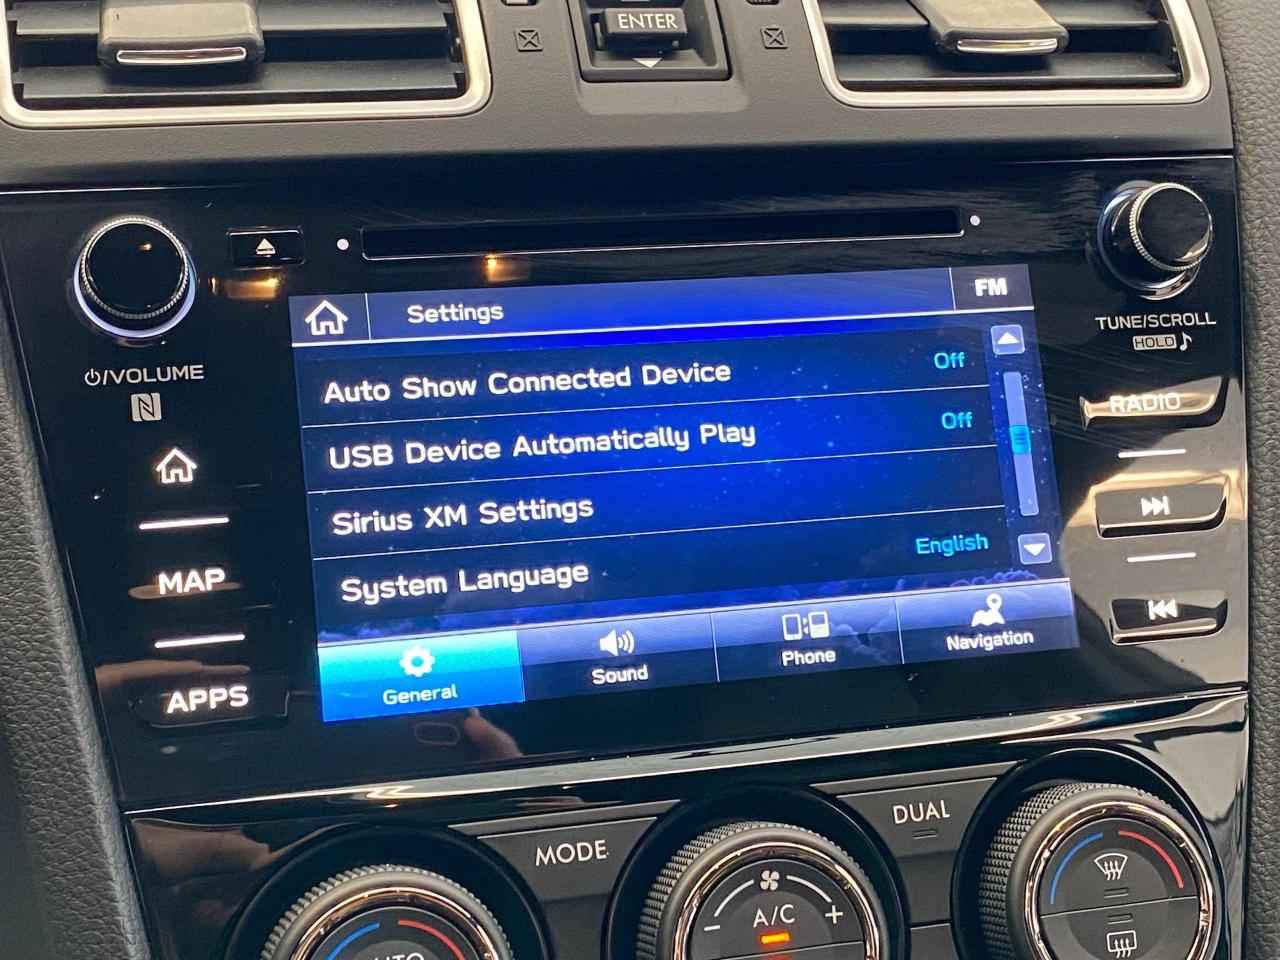 ENTER
Settings
FM
Auto Show Connected Device
Off
USB Device Automatically Play
Off
Sirius XM Settings
System Language
English
General
Sound
Phone
Navigation
/VOLUME
N
MAP
APPS
TUNE/SCROLL
HOLD
RADIO
MODE
DUAL
A/C
- +
AUTO